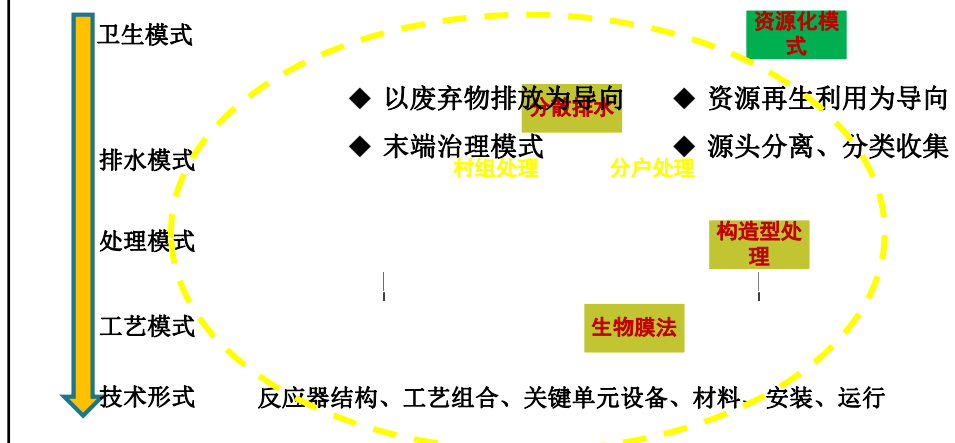 卫生模式
资源化模
式
◆ 以废弃物排放为导向
◆ 资源再生利用为导向
分散排水
◆ 末端治理模式
◆ 源头分离、分类收集
排水模式
村组处理
分户处理
处理模式
构造型处
理
工艺模式
生物膜法
技术形式
反应器结构、工艺组合、关键单元设备、材料、安装、运行